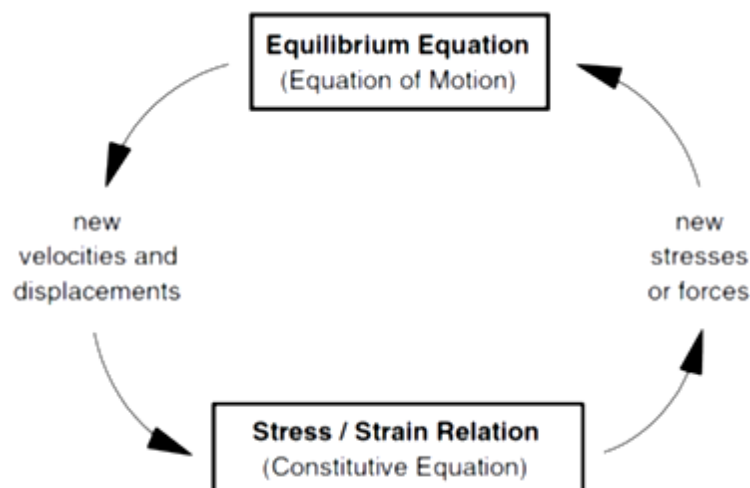 Equilibrium Equation
(Equation of Motion)
new
velocities and
displacements
new
stresses
or forces
Stress / Strain Relation
(Constitutive Equation)